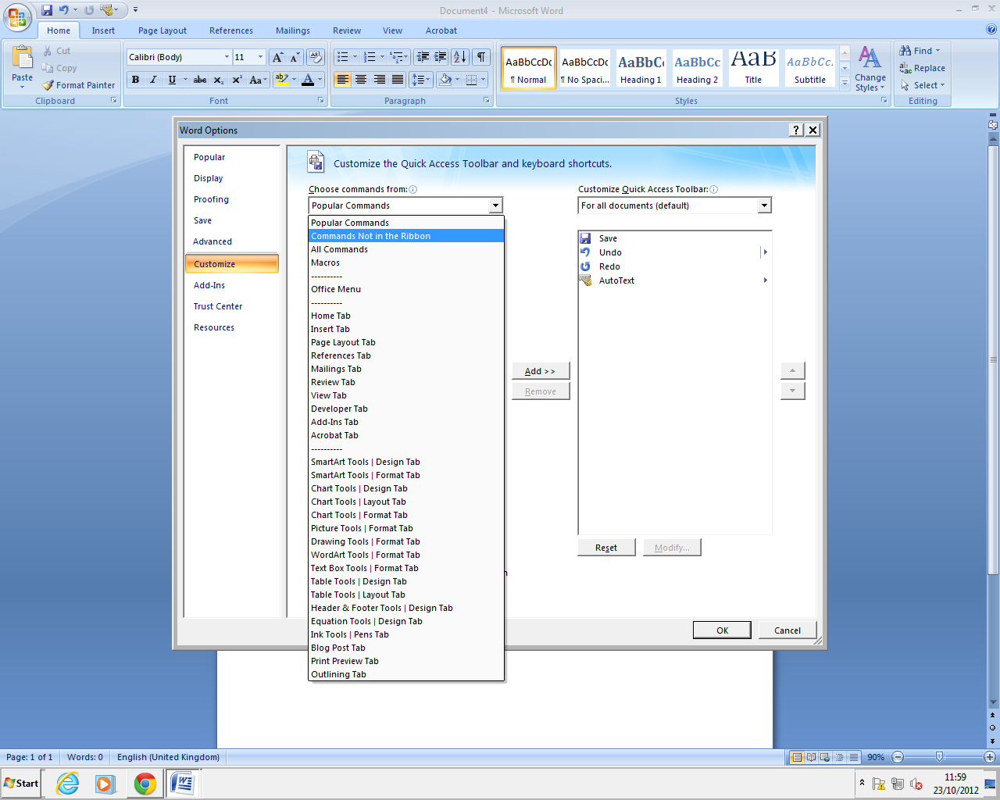 Document4 - Microsoft Word
Home Insert Page Layout References Mailings Review View Acrobat
Paste
Cut
Copy
Format Painter
Clipboard
Calibri (Body) 11
B I U abc x₂ x² Aa ab A
Font
Paragraph
AaBbCcDc AaBbCcDc AaBbC AaBbCc AaB AaBbCc
¶ Normal ¶ No Spaci... Heading 1 Heading 2 Title Subtitle
Change Styles
Styles
Find
Replace
Select
Editing
Word Options
Popular
Display
Proofing
Save
Advanced
Customize
Add-Ins
Trust Center
Resources
Customize the Quick Access Toolbar and keyboard shortcuts.
Choose commands from:
Popular Commands
Popular Commands
Commands Not in the Ribbon
All Commands
Macros
----------
Office Menu
----------
Home Tab
Insert Tab
Page Layout Tab
References Tab
Mailings Tab
Review Tab
View Tab
Developer Tab
Add-Ins Tab
Acrobat Tab
----------
SmartArt Tools | Design Tab
SmartArt Tools | Format Tab
Chart Tools | Design Tab
Chart Tools | Layout Tab
Chart Tools | Format Tab
Picture Tools | Format Tab
Drawing Tools | Format Tab
WordArt Tools | Format Tab
Text Box Tools | Format Tab
Table Tools | Design Tab
Table Tools | Layout Tab
Header & Footer Tools | Design Tab
Equation Tools | Design Tab
Ink Tools | Pens Tab
Blog Post Tab
Print Preview Tab
Outlining Tab
Add >>
Remove
Customize Quick Access Toolbar:
For all documents (default)
Save
Undo
Redo
AutoText
Reset Modify...
OK Cancel
Page: 1 of 1 Words: 0 English (United Kingdom) 90%
Start
11:59
23/10/2012